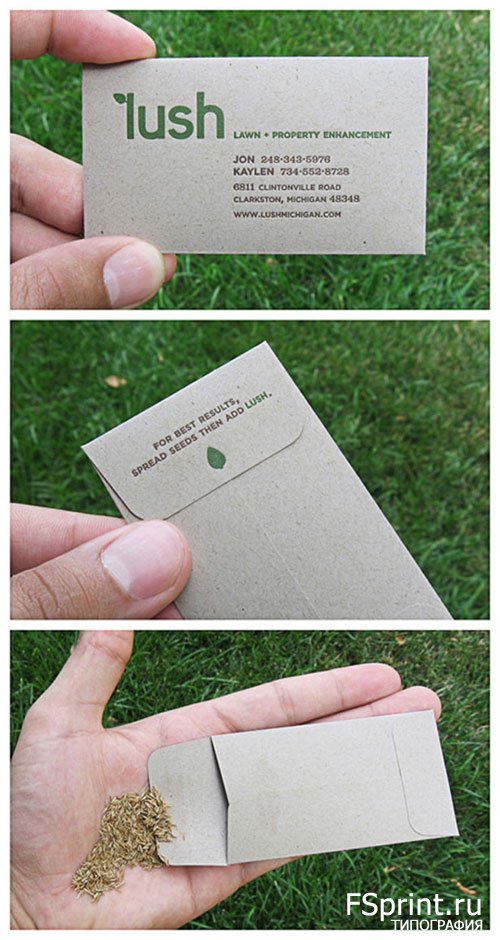 lush LAWN + PROPERTY ENHANCEMENT
JON 248·343·5976
KAYLEN 734·552·8728
6811 CLINTONVILLE ROAD
CLARKSTON, MICHIGAN 48348
WWW.LUSHMICHIGAN.COM
FOR BEST RESULTS,
SPREAD SEEDS THEN ADD LUSH.
FSprint.ru
ТИПОГРАФИЯ